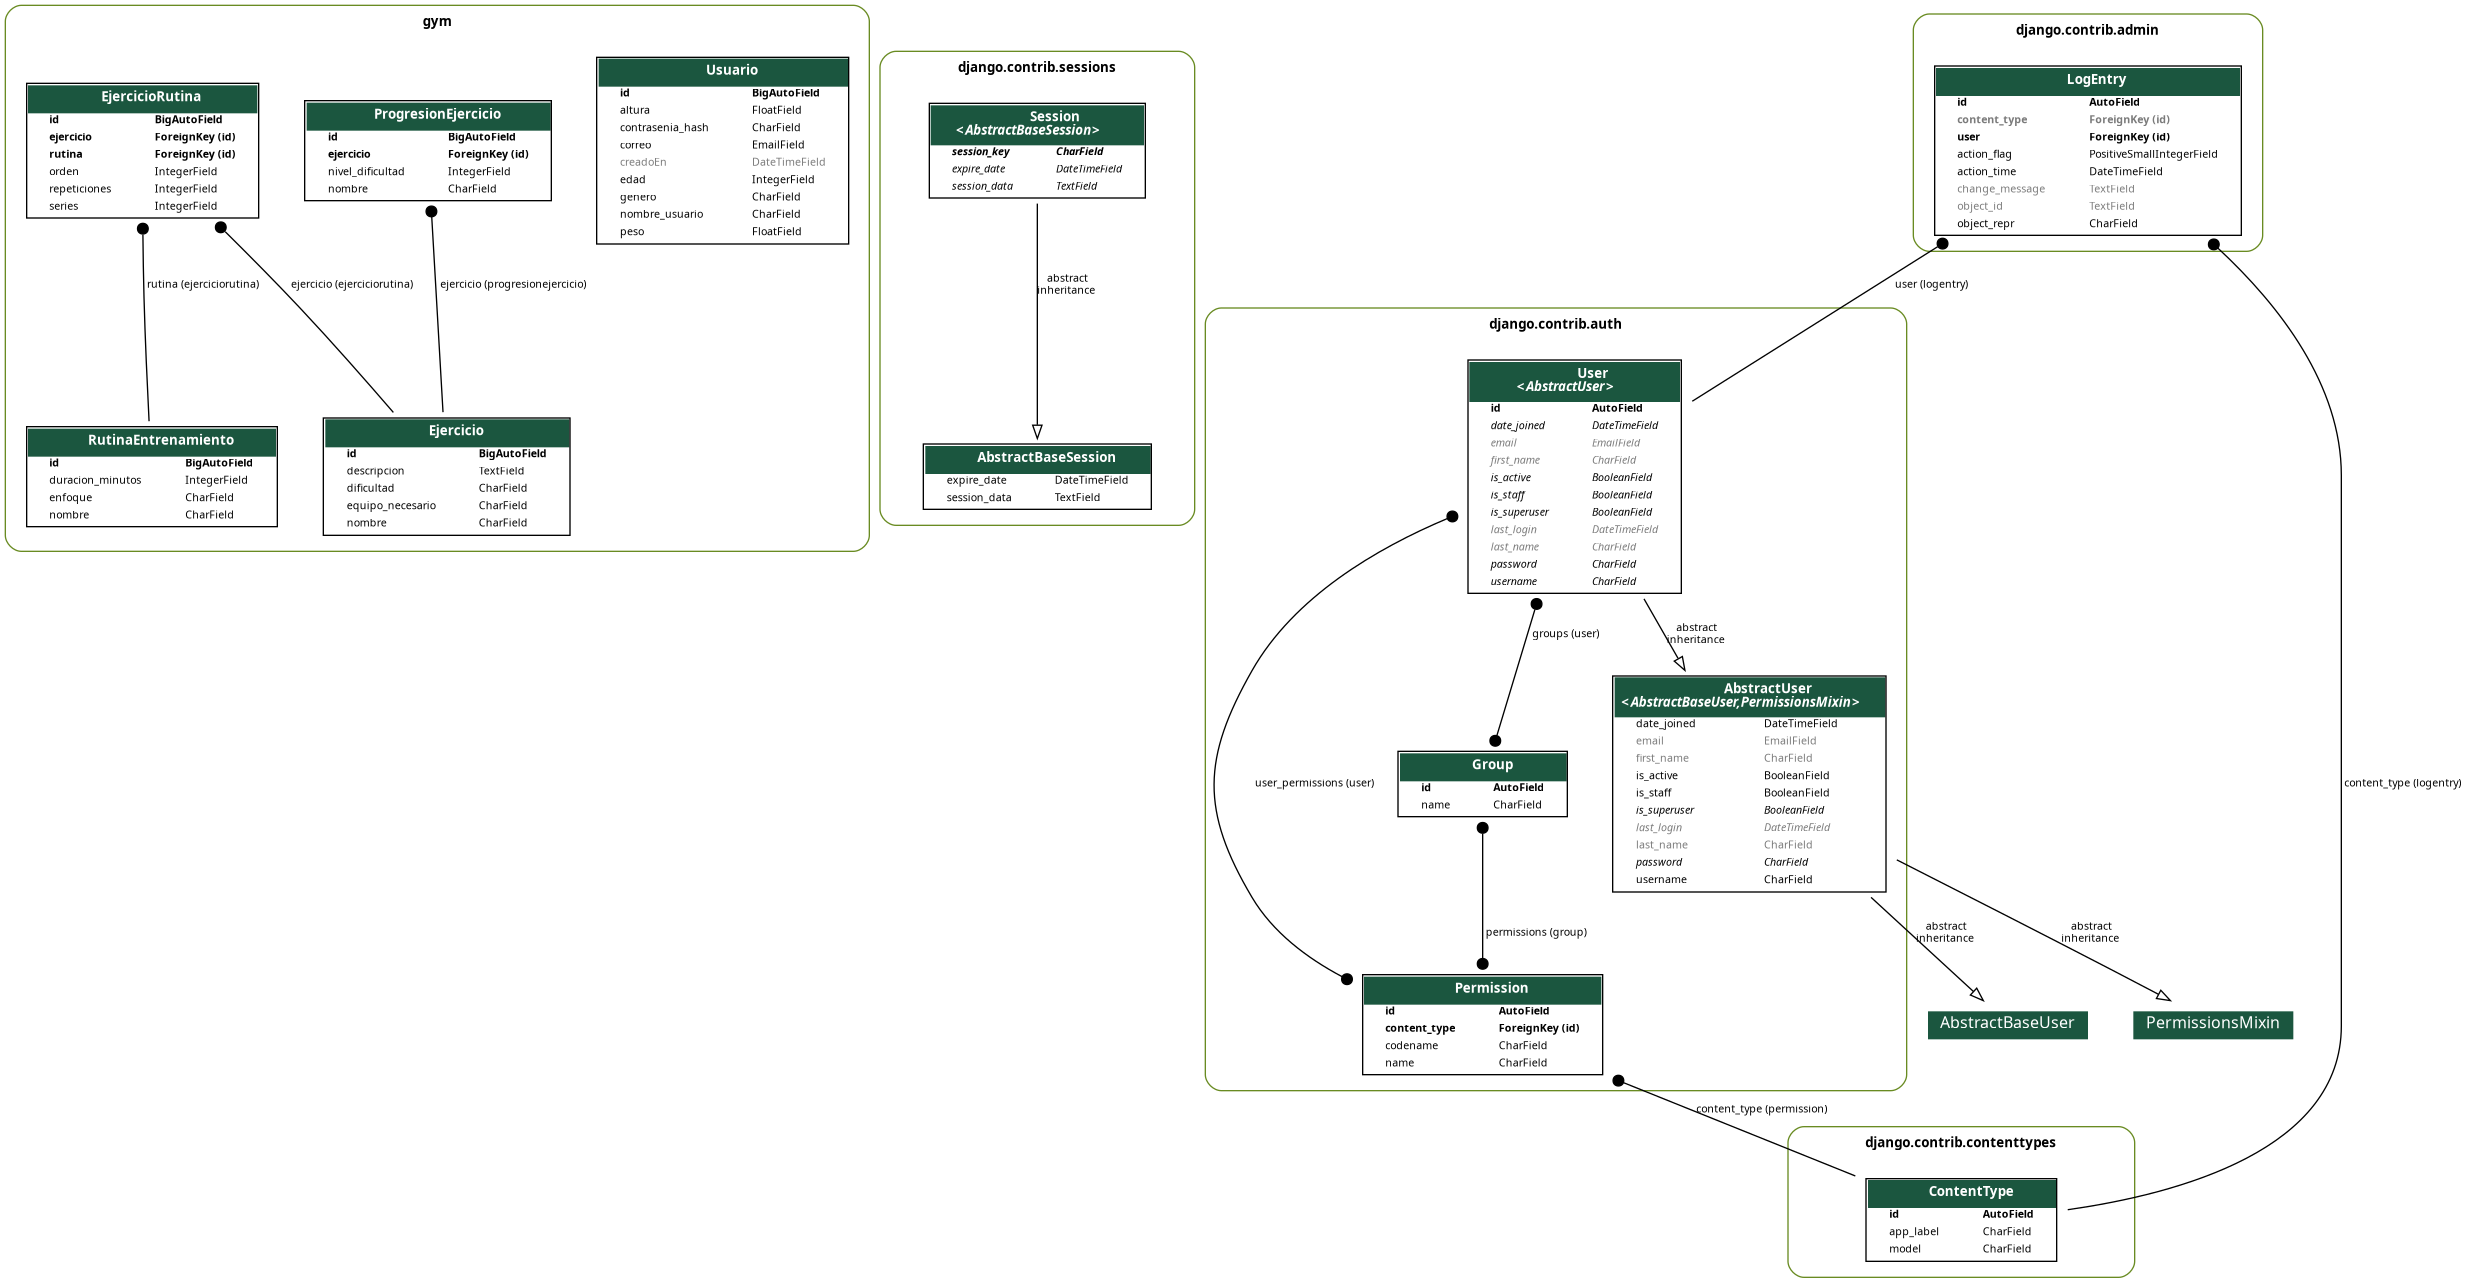 gym
EjercicioRutina
id BigAutoField
ejercicio ForeignKey (id)
rutina ForeignKey (id)
orden IntegerField
repeticiones IntegerField
series IntegerField
ProgresionEjercicio
id BigAutoField
ejercicio ForeignKey (id)
nivel_dificultad IntegerField
nombre CharField
Usuario
id BigAutoField
altura FloatField
contrasenia_hash CharField
correo EmailField
creadoEn DateTimeField
edad IntegerField
genero CharField
nombre_usuario CharField
peso FloatField
rutina (ejerciciorutina)
ejercicio (ejerciciorutina)
ejercicio (progresionejercicio)
RutinaEntrenamiento
id BigAutoField
duracion_minutos IntegerField
enfoque CharField
nombre CharField
Ejercicio
id BigAutoField
descripcion TextField
dificultad CharField
equipo_necesario CharField
nombre CharField
django.contrib.sessions
Session
<AbstractBaseSession>
session_key CharField
expire_date DateTimeField
session_data TextField
abstract
inheritance
AbstractBaseSession
expire_date DateTimeField
session_data TextField
django.contrib.admin
LogEntry
id AutoField
content_type ForeignKey (id)
user ForeignKey (id)
action_flag PositiveSmallIntegerField
action_time DateTimeField
change_message TextField
object_id TextField
object_repr CharField
user (logentry)
django.contrib.auth
User
<AbstractUser>
id AutoField
date_joined DateTimeField
email EmailField
first_name CharField
is_active BooleanField
is_staff BooleanField
is_superuser BooleanField
last_login DateTimeField
last_name CharField
password CharField
username CharField
groups (user)
abstract
inheritance
AbstractUser
<AbstractBaseUser,PermissionsMixin>
date_joined DateTimeField
email EmailField
first_name CharField
is_active BooleanField
is_staff BooleanField
is_superuser BooleanField
last_login DateTimeField
last_name CharField
password CharField
username CharField
Group
id AutoField
name CharField
user_permissions (user)
content_type (logentry)
permissions (group)
abstract
inheritance
abstract
inheritance
Permission
id AutoField
content_type ForeignKey (id)
codename CharField
name CharField
AbstractBaseUser
PermissionsMixin
content_type (permission)
django.contrib.contenttypes
ContentType
id AutoField
app_label CharField
model CharField